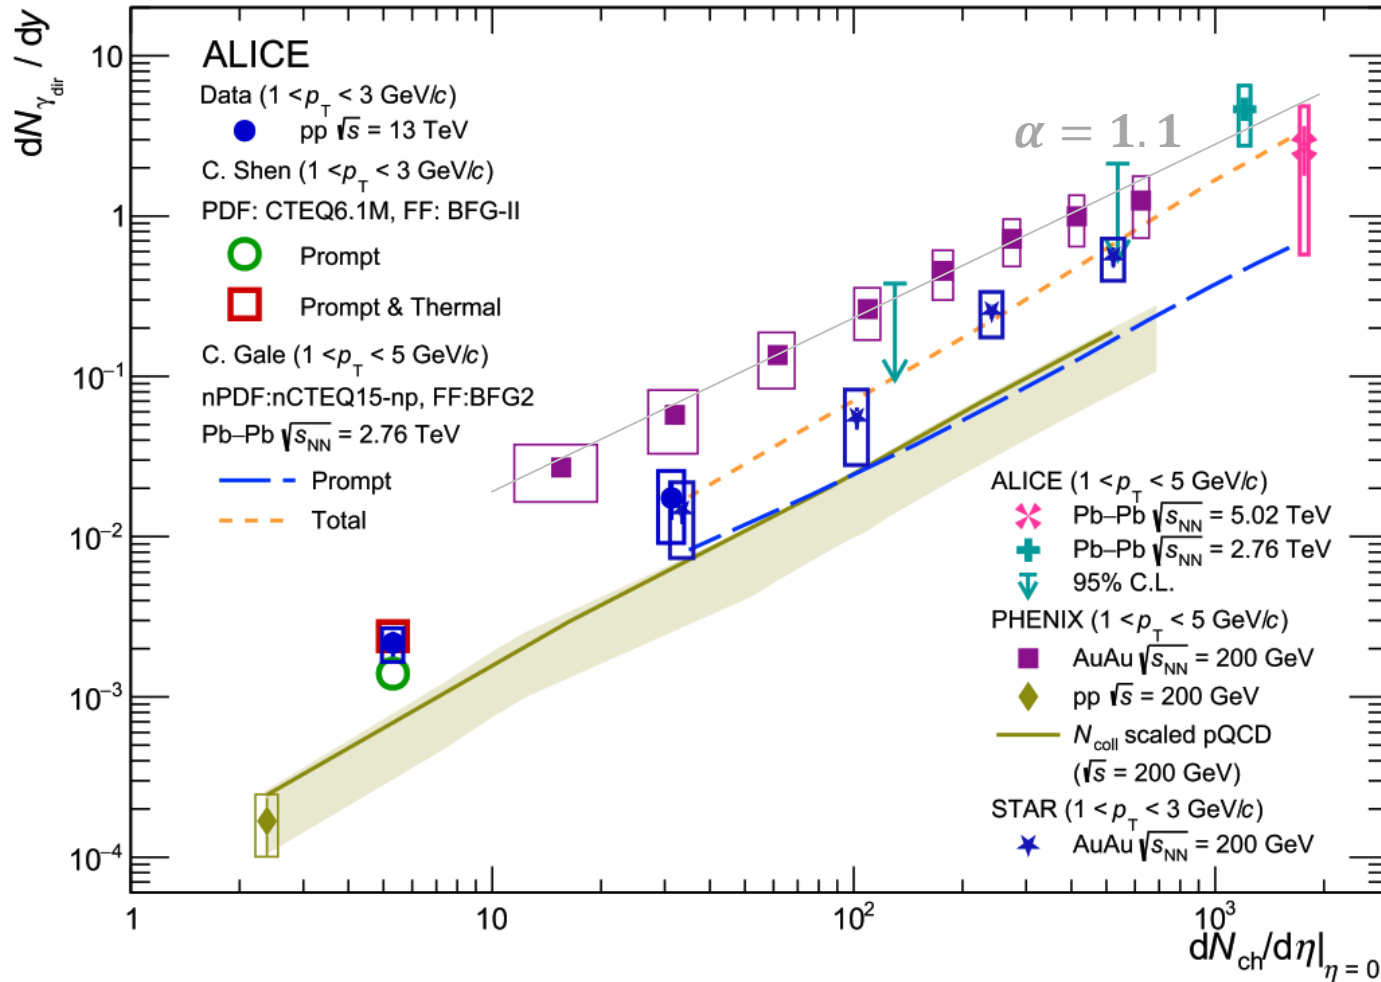 dN_γdir / dy
10
1
10⁻¹
10⁻²
10⁻³
10⁻⁴
ALICE
Data (1 < p_T < 3 GeV/c)
pp √s = 13 TeV
C. Shen (1 < p_T < 3 GeV/c)
PDF: CTEQ6.1M, FF: BFG-II
Prompt
Prompt & Thermal
C. Gale (1 < p_T < 5 GeV/c)
nPDF:nCTEQ15-np, FF:BFG2
Pb–Pb √s_NN = 2.76 TeV
Prompt
Total
α = 1.1
ALICE (1 < p_T < 5 GeV/c)
Pb–Pb √s_NN = 5.02 TeV
Pb–Pb √s_NN = 2.76 TeV
95% C.L.
PHENIX (1 < p_T < 5 GeV/c)
AuAu √s_NN = 200 GeV
pp √s = 200 GeV
N_coll scaled pQCD
(√s = 200 GeV)
STAR (1 < p_T < 3 GeV/c)
AuAu √s_NN = 200 GeV
1
10
10²
10³
dN_ch/dη|_η = 0